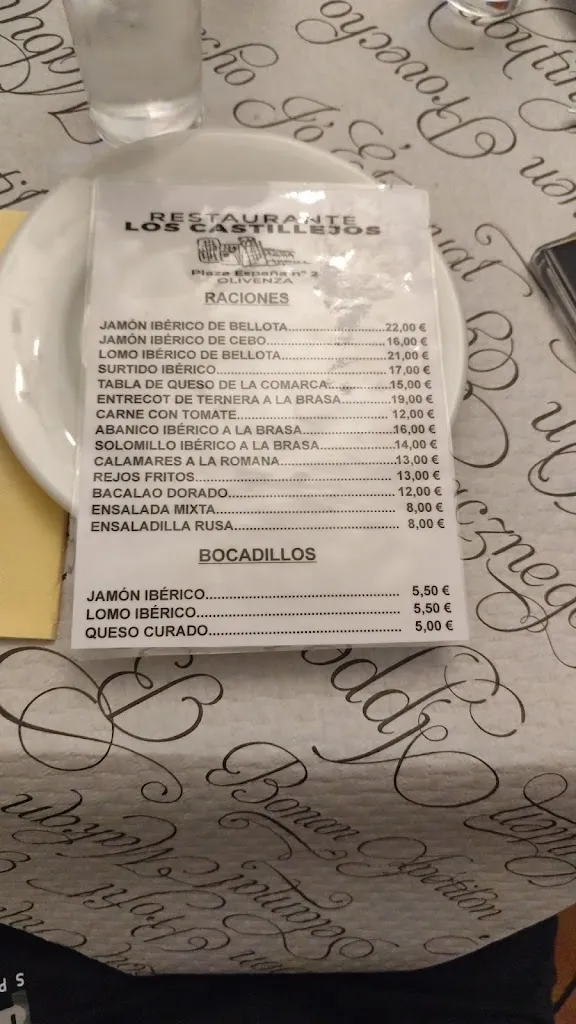 RESTAURANTE
LOS CASTILLEJOS
Plaza España nº 2
OLIVENZA
RACIONES
JAMÓN IBÉRICO DE BELLOTA 22,00 €
JAMÓN IBÉRICO DE CEBO 16,00 €
LOMO IBÉRICO DE BELLOTA 21,00 €
SURTIDO IBÉRICO 17,00 €
TABLA DE QUESO DE LA COMARCA 15,00 €
ENTRECOT DE TERNERA A LA BRASA 19,00 €
CARNE CON TOMATE 12,00 €
ABANICO IBÉRICO A LA BRASA 16,00 €
SOLOMILLO IBÉRICO A LA BRASA 14,00 €
CALAMARES A LA ROMANA 13,00 €
REJOS FRITOS 13,00 €
BACALAO DORADO 12,00 €
ENSALADA MIXTA 8,00 €
ENSALADILLA RUSA 8,00 €
BOCADILLOS
JAMÓN IBÉRICO 5,50 €
LOMO IBÉRICO 5,50 €
QUESO CURADO 5,00 €
Bonan Apetiton
Selamat Makan